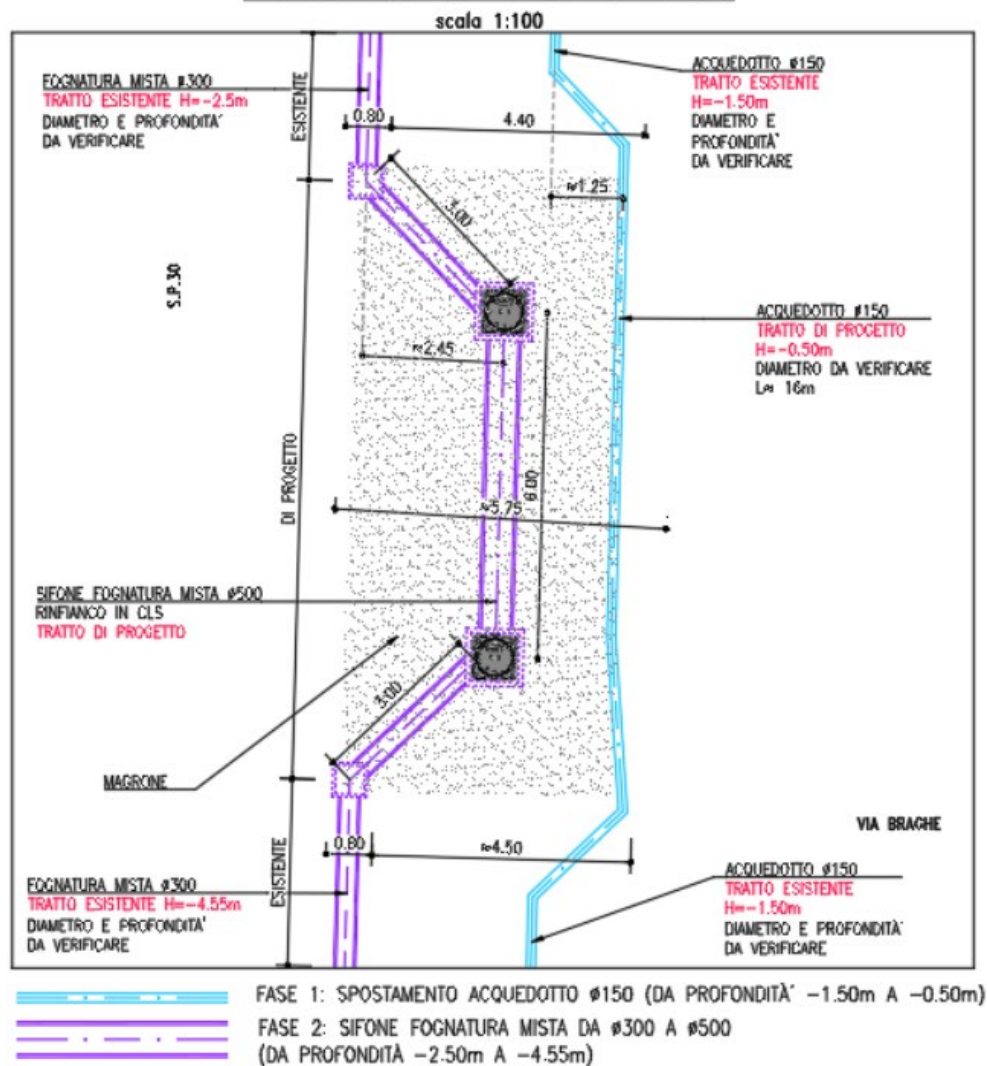 scala 1:100
FOGNATURA MISTA ø300
TRATTO ESISTENTE H=-2.5m
DIAMETRO E PROFONDITA'
DA VERIFICARE
ESISTENTE
0.80
4.40
ACQUEDOTTO ø150
TRATTO ESISTENTE
H=-1.50m
DIAMETRO E
PROFONDITA'
DA VERIFICARE
≈1.25
3.00
S.P.30
ACQUEDOTTO ø150
TRATTO DI PROGETTO
H=-0.50m
DIAMETRO DA VERIFICARE
L≈ 16m
≈2.45
DI PROGETTO
6.00
≈5.75
SIFONE FOGNATURA MISTA ø500
RINFIANCO IN CLS
TRATTO DI PROGETTO
3.00
MAGRONE
VIA BRAGHE
0.80
≈4.50
ESISTENTE
FOGNATURA MISTA ø300
TRATTO ESISTENTE H=-4.55m
DIAMETRO E PROFONDITA'
DA VERIFICARE
ACQUEDOTTO ø150
TRATTO ESISTENTE
H=-1.50m
DIAMETRO E PROFONDITA'
DA VERIFICARE
FASE 1: SPOSTAMENTO ACQUEDOTTO ø150 (DA PROFONDITÀ' -1.50m A -0.50m)
FASE 2: SIFONE FOGNATURA MISTA DA ø300 A ø500
(DA PROFONDITÀ -2.50m A -4.55m)